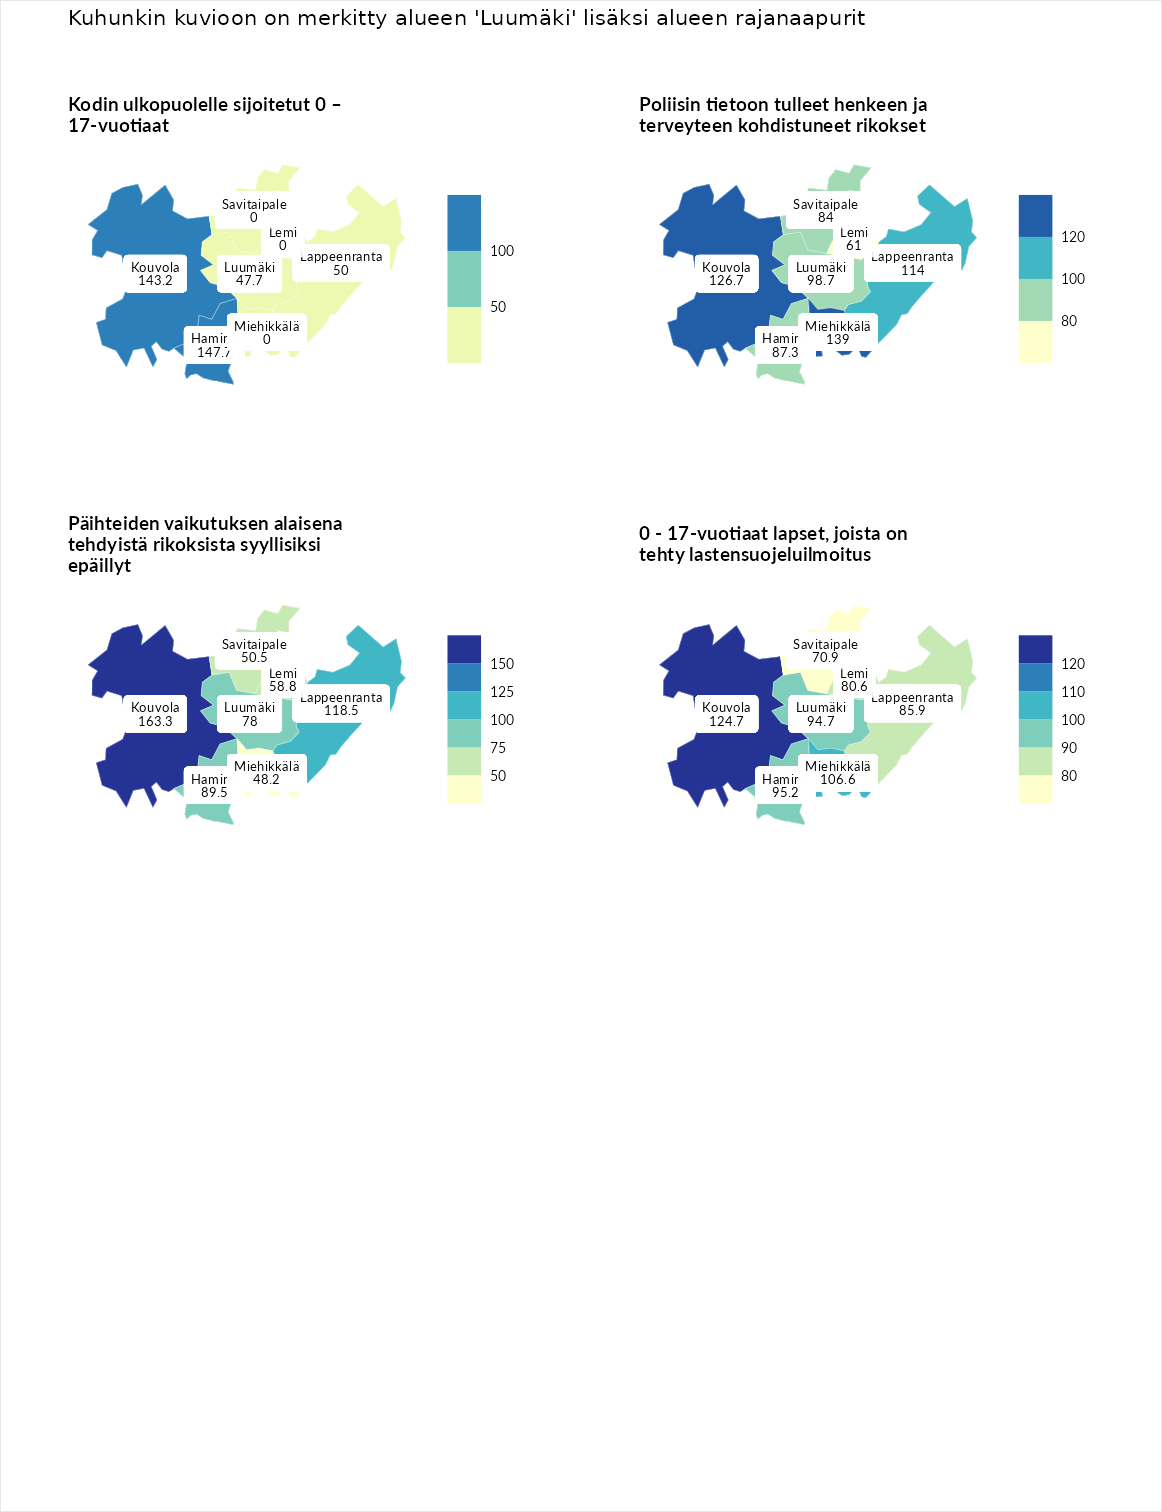 Kuhunkin kuvioon on merkitty alueen 'Luumäki' lisäksi alueen rajanaapurit
Kodin ulkopuolelle sijoitetut 0 –
17-vuotiaat
Savitaipale
0
Lemi
0
Lappeenranta
50
Kouvola
143.2
Luumäki
47.7
Miehikkälä
0
Hamin
147.7
100
50
Poliisin tietoon tulleet henkeen ja
terveyteen kohdistuneet rikokset
Savitaipale
84
Lemi
61
Lappeenranta
114
Kouvola
126.7
Luumäki
98.7
Miehikkälä
139
Hamin
87.3
120
100
80
Päihteiden vaikutuksen alaisena
tehdyistä rikoksista syyllisiksi
epäillyt
Savitaipale
50.5
Lemi
58.8
Lappeenranta
118.5
Kouvola
163.3
Luumäki
78
Miehikkälä
48.2
Hamin
89.5
150
125
100
75
50
0 - 17-vuotiaat lapset, joista on
tehty lastensuojeluilmoitus
Savitaipale
70.9
Lemi
80.6
Lappeenranta
85.9
Kouvola
124.7
Luumäki
94.7
Miehikkälä
106.6
Hamin
95.2
120
110
100
90
80